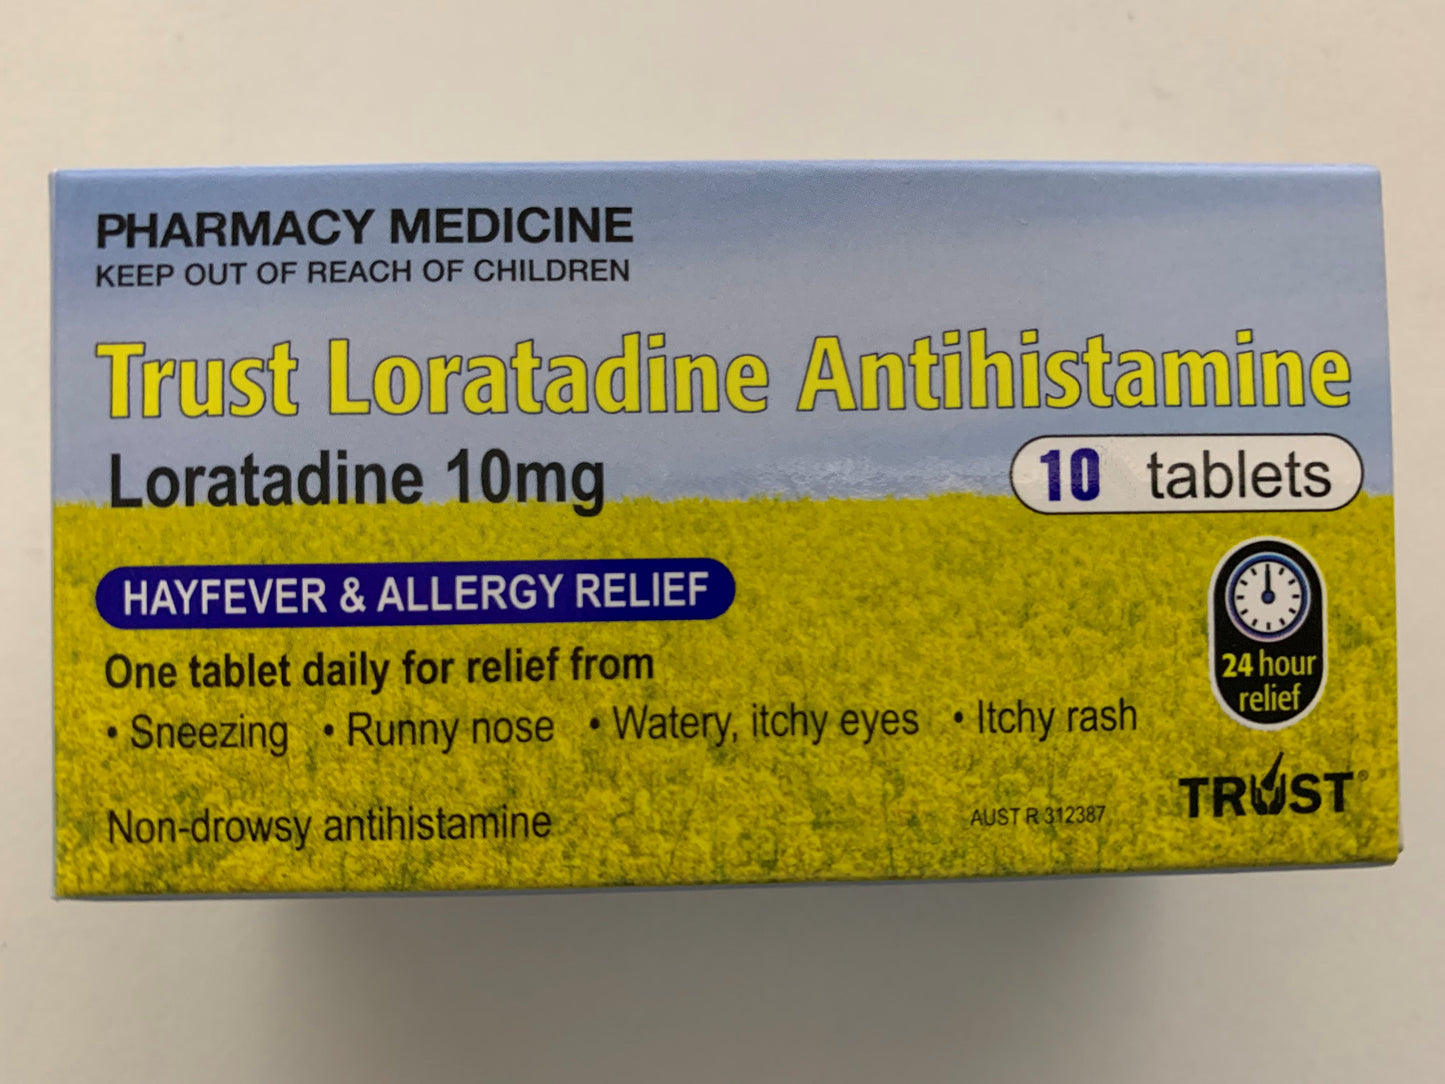 PHARMACY MEDICINE
KEEP OUT OF REACH OF CHILDREN
Trust Loratadine Antihistamine
Loratadine 10mg
10 tablets
HAYFEVER & ALLERGY RELIEF
One tablet daily for relief from
• Sneezing • Runny nose • Watery, itchy eyes • Itchy rash
24 hour
relief
Non-drowsy antihistamine
AUST R 312387
TRUST®